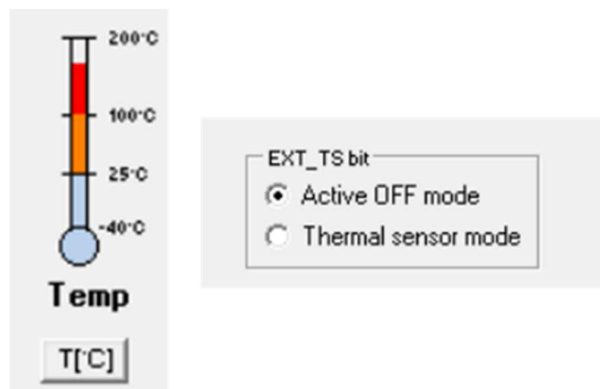 200°C
100°C
25°C
-40°C
Temp
T[°C]
EXT_TS bit
Active OFF mode
Thermal sensor mode